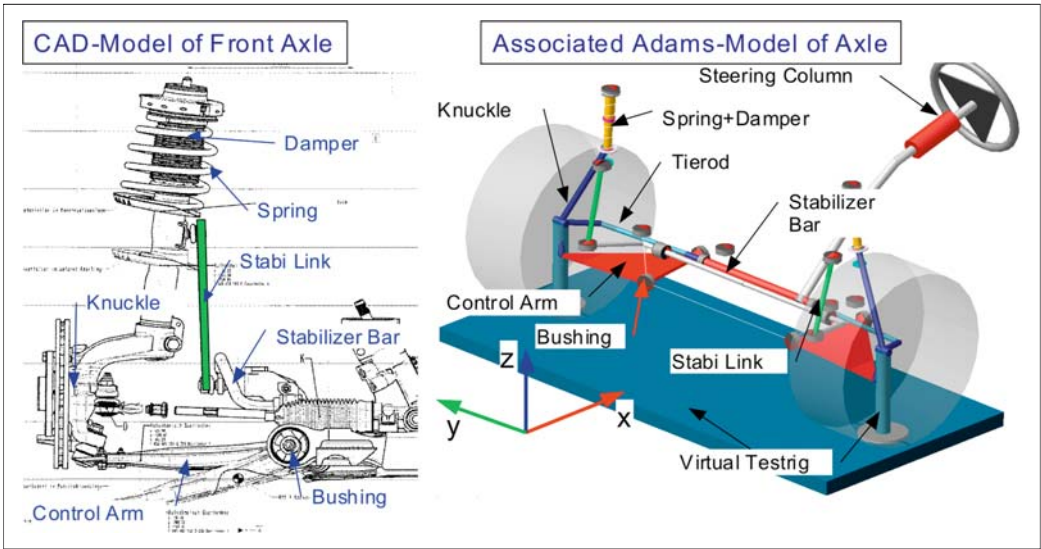 CAD-Model of Front Axle
Damper
Spring
Stabi Link
Knuckle
Stabilizer Bar
Bushing
Control Arm
Associated Adams-Model of Axle
Steering Column
Knuckle
Spring+Damper
Tierod
Stabilizer
Bar
Control Arm
Bushing
Stabi Link
z
x
y
Virtual Testrig